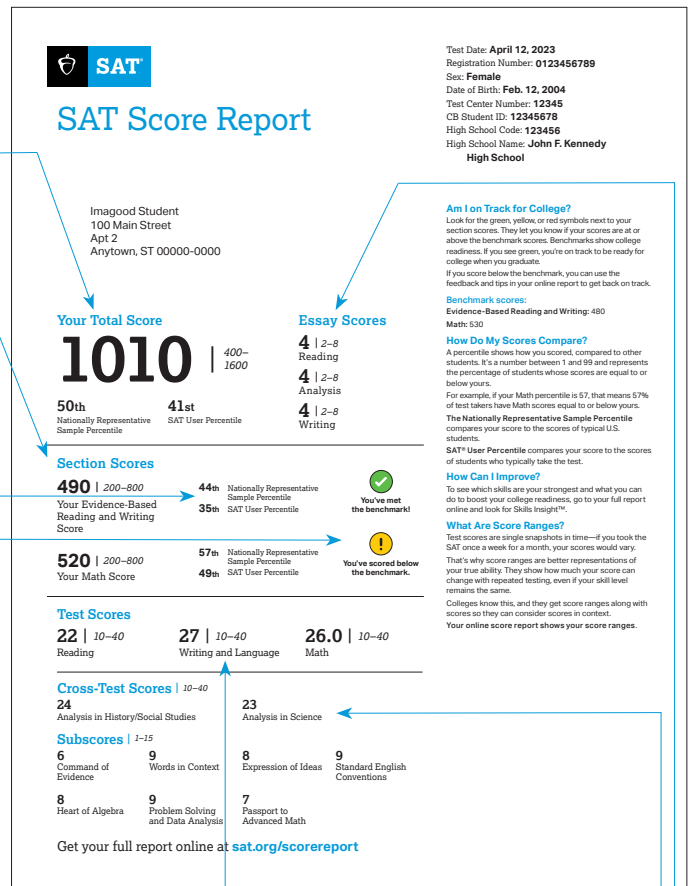 SAT
SAT Score Report
Test Date: April 12, 2023
Registration Number: 0123456789
Sex: Female
Date of Birth: Feb. 12, 2004
Test Center Number: 12345
CB Student ID: 12345678
High School Code: 123456
High School Name: John F. Kennedy
High School
Imagood Student
100 Main Street
Apt 2
Anytown, ST 00000-0000
Your Total Score
1010 | 400–
1600
50th
Nationally Representative
Sample Percentile
41st
SAT User Percentile
Essay Scores
4 | 2–8
Reading
4 | 2–8
Analysis
4 | 2–8
Writing
Section Scores
490 | 200–800
Your Evidence-Based
Reading and Writing
Score
44th Nationally Representative
Sample Percentile
35th SAT User Percentile
You've met
the benchmark!
520 | 200–800
Your Math Score
57th Nationally Representative
Sample Percentile
49th SAT User Percentile
!
You've scored below
the benchmark.
Test Scores
22 | 10–40
Reading
27 | 10–40
Writing and Language
26.0 | 10–40
Math
Cross-Test Scores | 10–40
24
Analysis in History/Social Studies
23
Analysis in Science
Subscores | 1–15
6
Command of
Evidence
9
Words in Context
8
Expression of Ideas
9
Standard English
Conventions
8
Heart of Algebra
9
Problem Solving
and Data Analysis
7
Passport to
Advanced Math
Get your full report online at sat.org/scorereport
Am I on Track for College?
Look for the green, yellow, or red symbols next to your
section scores. They let you know if your scores are at or
above the benchmark scores. Benchmarks show college
readiness. If you see green, you're on track to be ready for
college when you graduate.
If you score below the benchmark, you can use the
feedback and tips in your online report to get back on track.
Benchmark scores:
Evidence-Based Reading and Writing: 480
Math: 530
How Do My Scores Compare?
A percentile shows how you scored, compared to other
students. It's a number between 1 and 99 and represents
the percentage of students whose scores are equal to or
below yours.
For example, if your Math percentile is 57, that means 57%
of test takers have Math scores equal to or below yours.
The Nationally Representative Sample Percentile
compares your score to the scores of typical U.S.
students.
SAT® User Percentile compares your score to the scores
of students who typically take the test.
How Can I Improve?
To see which skills are your strongest and what you can
do to boost your college readiness, go to your full report
online and look for Skills Insight™.
What Are Score Ranges?
Test scores are single snapshots in time—if you took the
SAT once a week for a month, your scores would vary.
That's why score ranges are better representations of
your true ability. They show how much your score can
change with repeated testing, even if your skill level
remains the same.
Colleges know this, and they get score ranges along with
scores so they can consider scores in context.
Your online score report shows your score ranges.